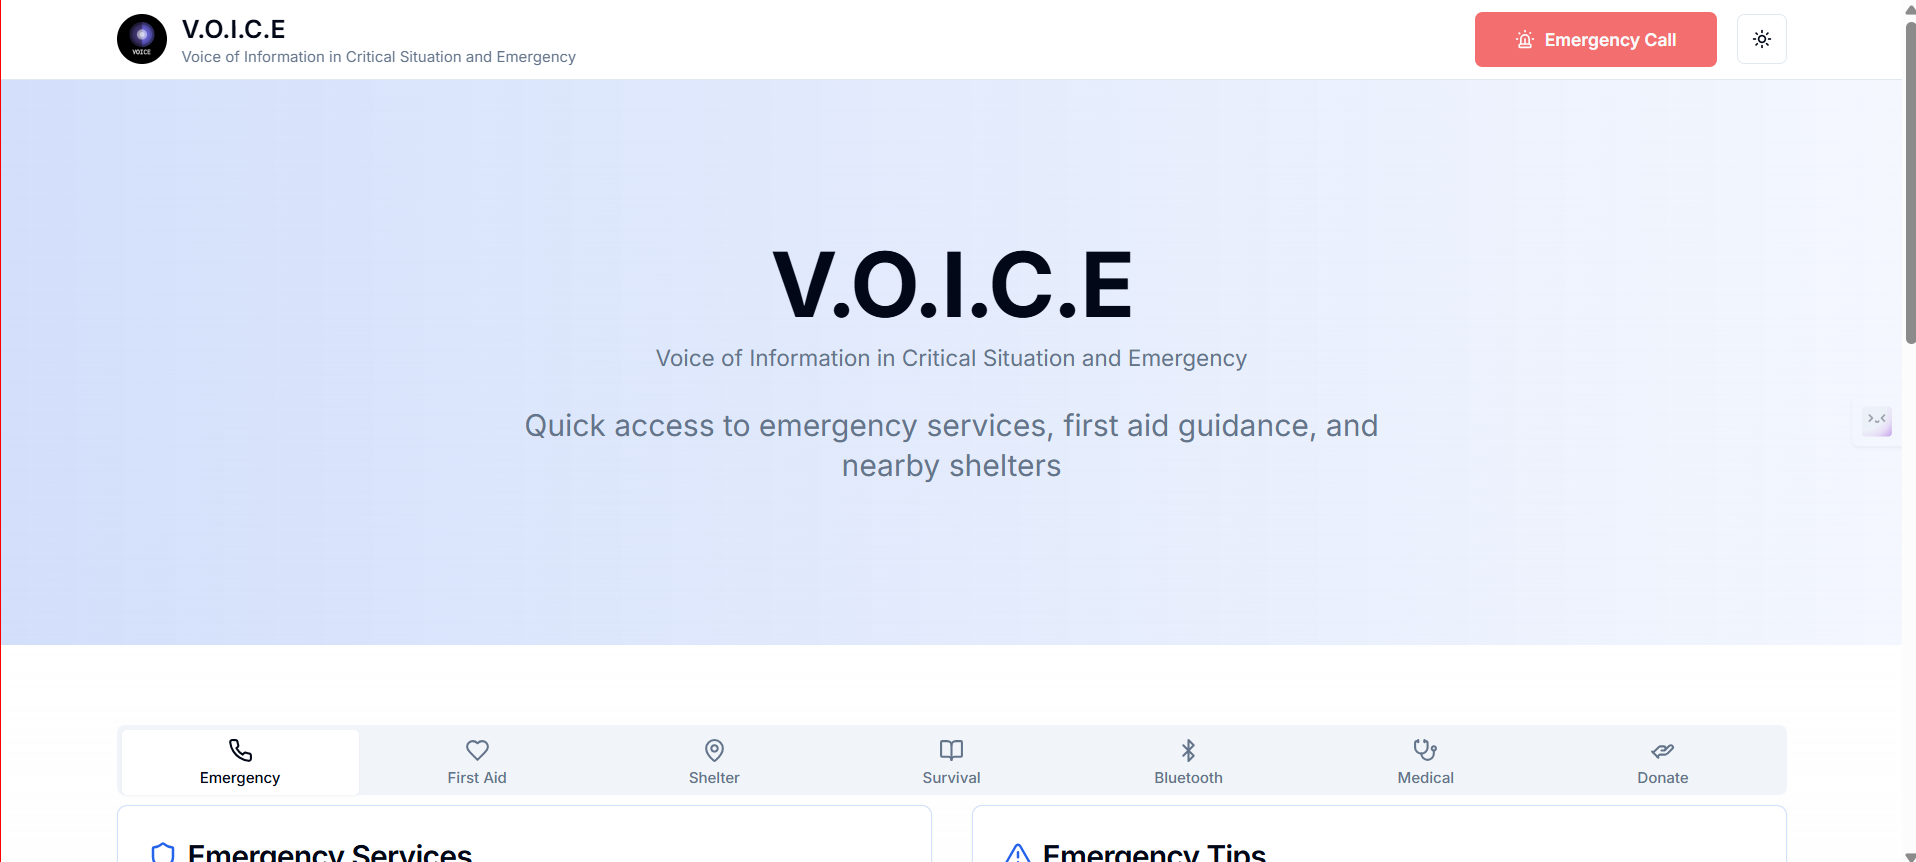 VOICE
V.O.I.C.E
Voice of Information in Critical Situation and Emergency
Emergency Call
V.O.I.C.E
Voice of Information in Critical Situation and Emergency
Quick access to emergency services, first aid guidance, and
nearby shelters
Emergency
First Aid
Shelter
Survival
Bluetooth
Medical
Donate
Emergency Services
Emergency Tips